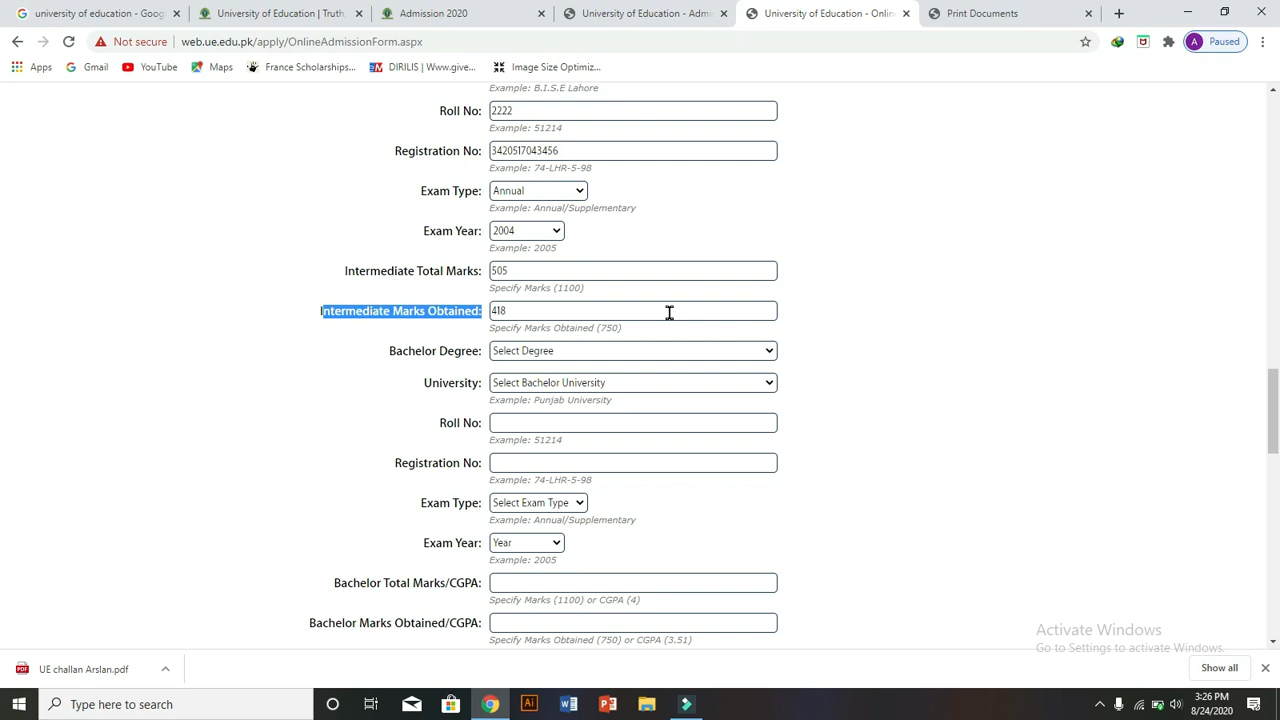 university of education - Goog
University of Education | Truth,
Admission 2020
University of Education - Admi
University of Education - Onlin
Print Documents
Not secure
web.ue.edu.pk/apply/OnlineAdmissionForm.aspx
A Paused
Apps
Gmail
YouTube
Maps
France Scholarships...
DIRILIS | Www.give...
Image Size Optimiz...
Example: B.I.S.E Lahore
Roll No: 2222
Example: 51214
Registration No: 3420517043456
Example: 74-LHR-5-98
Exam Type: Annual
Example: Annual/Supplementary
Exam Year: 2004
Example: 2005
Intermediate Total Marks: 505
Specify Marks (1100)
Intermediate Marks Obtained: 418
Specify Marks Obtained (750)
Bachelor Degree: Select Degree
University: Select Bachelor University
Example: Punjab University
Roll No:
Example: 51214
Registration No:
Example: 74-LHR-5-98
Exam Type: Select Exam Type
Example: Annual/Supplementary
Exam Year: Year
Example: 2005
Bachelor Total Marks/CGPA:
Specify Marks (1100) or CGPA (4)
Bachelor Marks Obtained/CGPA:
Specify Marks Obtained (750) or CGPA (3.51)
Activate Windows
Go to Settings to activate Windows.
UE challan Arslan.pdf
Show all
Type here to search
3:26 PM
8/24/2020